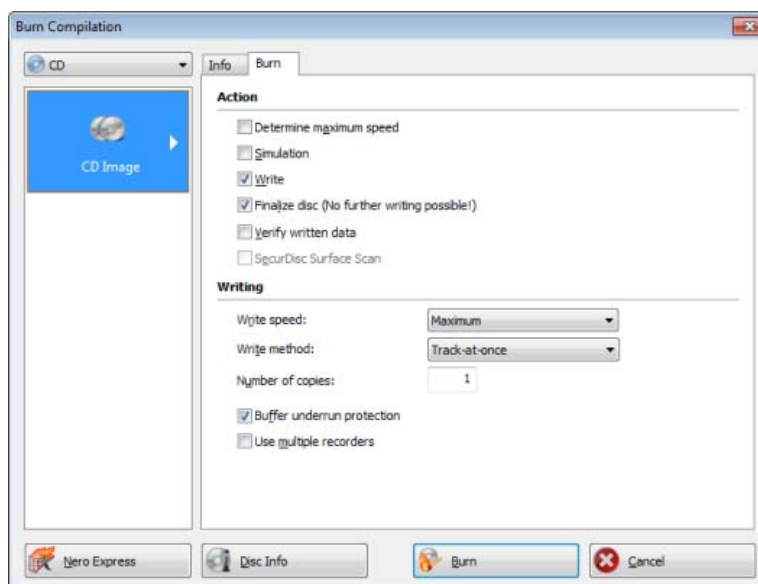 Burn Compilation
CD
CD Image
Info Burn
Action
Determine maximum speed
Simulation
Write
Finalize disc (No further writing possible!)
Verify written data
SecurDisc Surface Scan
Writing
Write speed: Maximum
Write method: Track-at-once
Number of copies: 1
Buffer underrun protection
Use multiple recorders
Nero Express Disc Info Burn Cancel